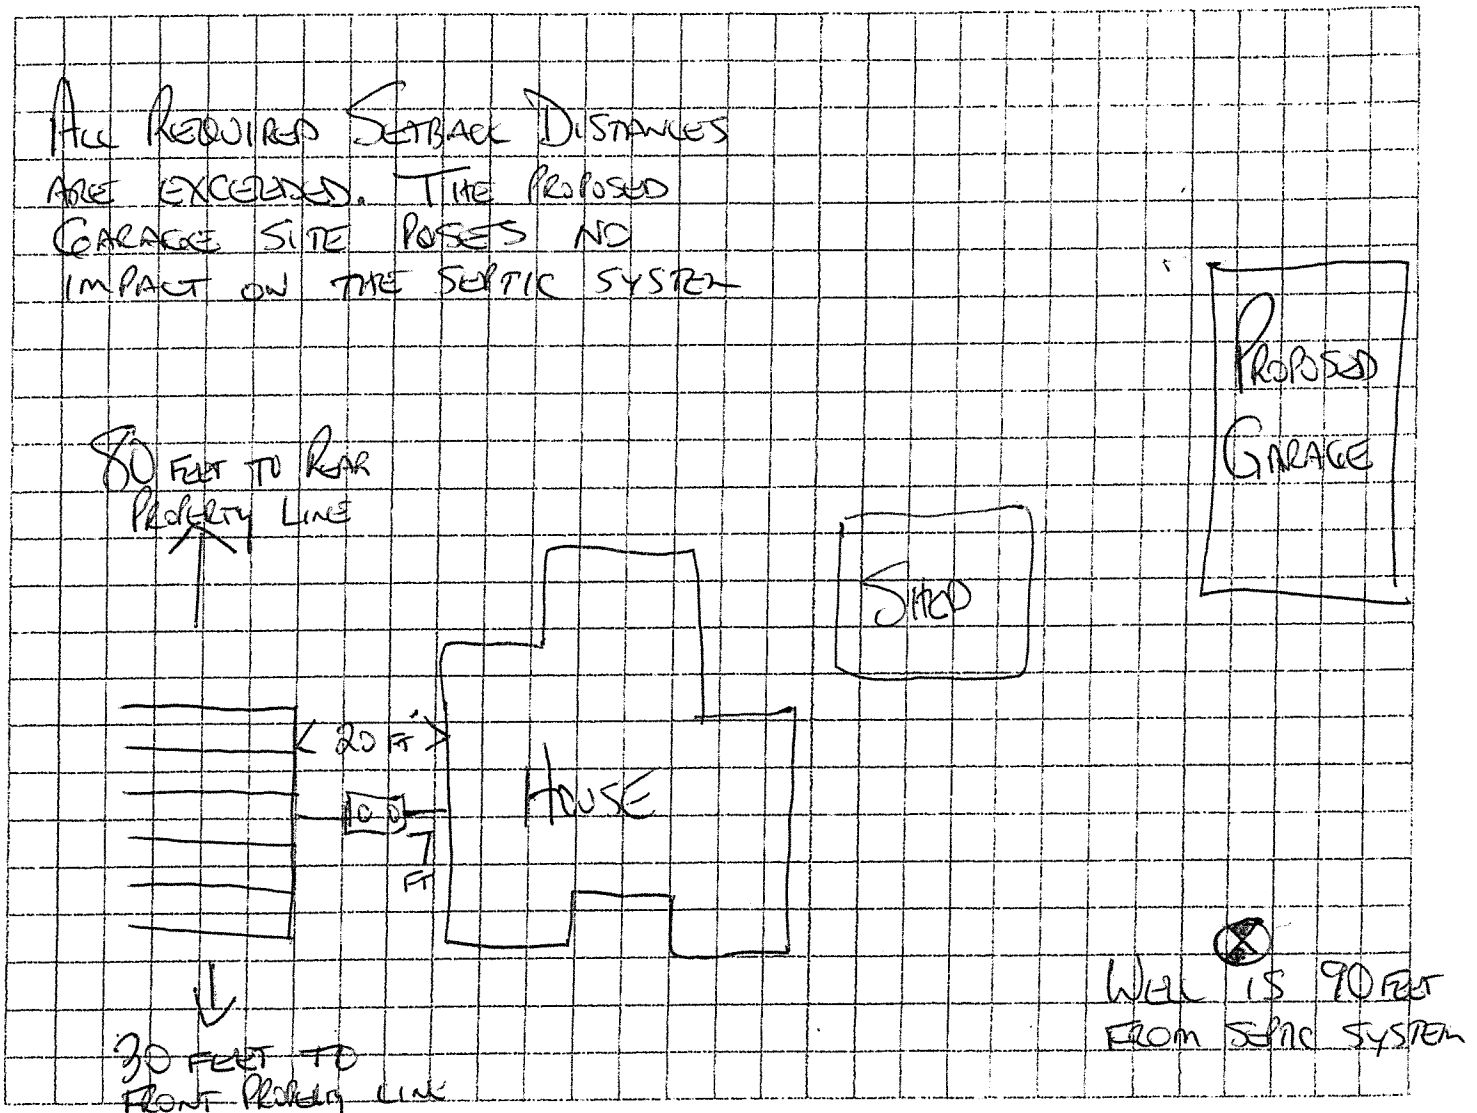 ALL REQUIRED SETBACK DISTANCES
ARE EXCEEDED. THE PROPOSED
GARAGE SITE POSES NO
IMPACT ON THE SEPTIC SYSTEM
PROPOSED
GARAGE
80 FEET TO REAR
PROPERTY LINE
SHED
20 FT
HOUSE
7
FT
WELL IS 90 FEET
FROM SEPTIC SYSTEM
30 FEET TO
FRONT PROPERTY LINE